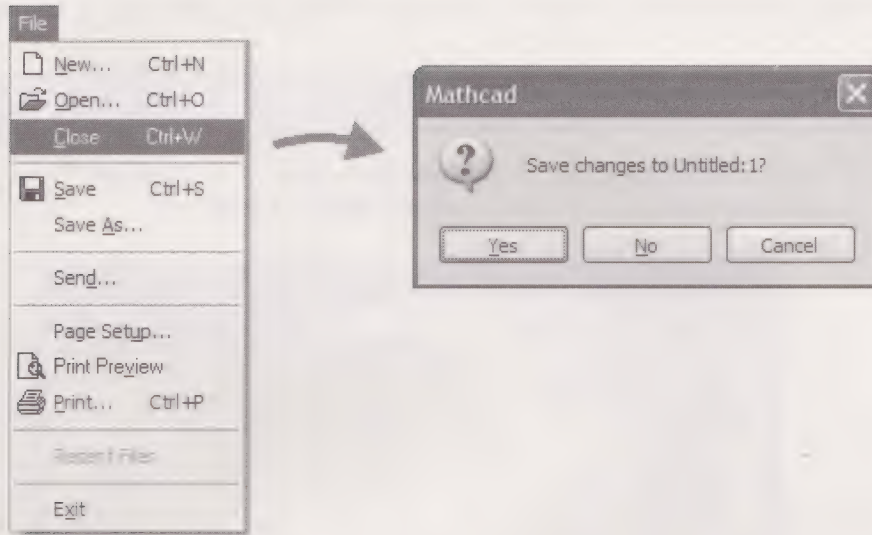 File
New... Ctrl+N
Open... Ctrl+O
Close Ctrl+W
Save Ctrl+S
Save As...
Send...
Page Setup...
Print Preview
Print... Ctrl+P
Recent Files
Exit
Mathcad
Save changes to Untitled:1?
Yes No Cancel